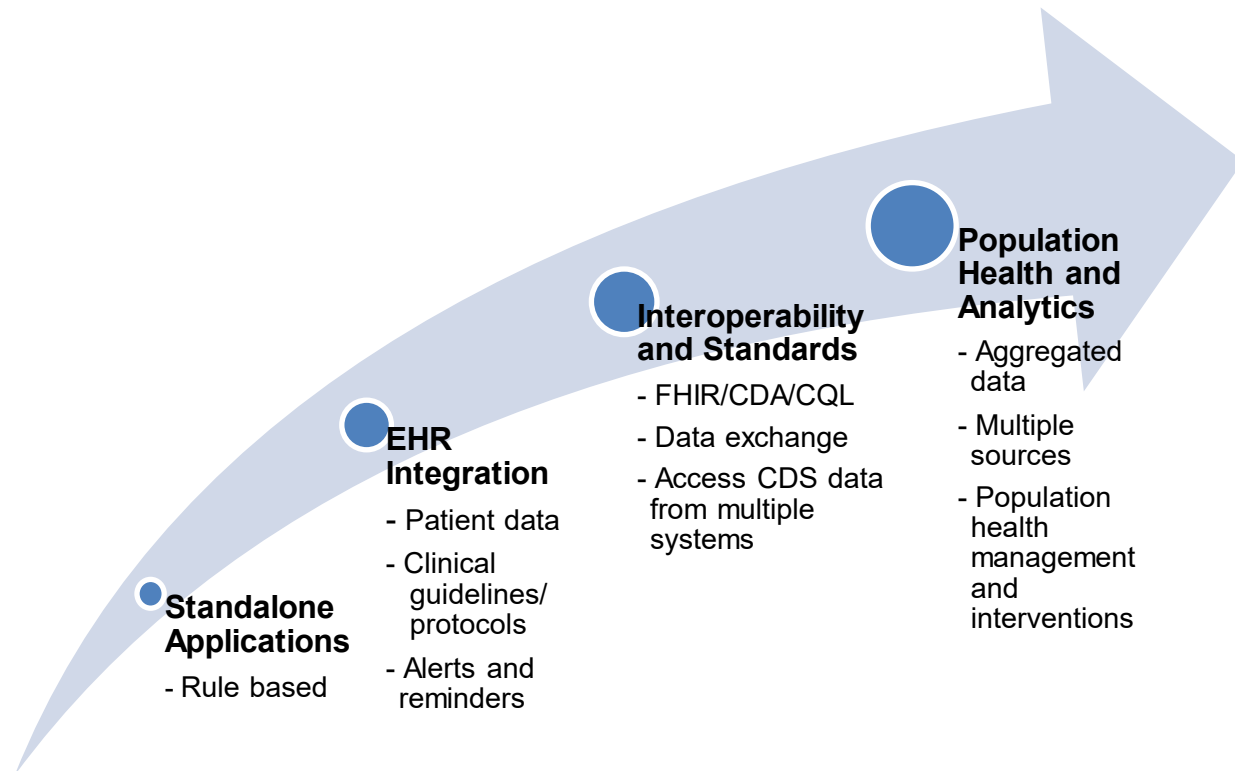 Standalone
Applications
- Rule based
EHR
Integration
- Patient data
- Clinical
guidelines/
protocols
- Alerts and
reminders
Interoperability
and Standards
- FHIR/CDA/CQL
- Data exchange
- Access CDS data
from multiple
systems
Population
Health and
Analytics
- Aggregated
data
- Multiple
sources
- Population
health
management
and
interventions